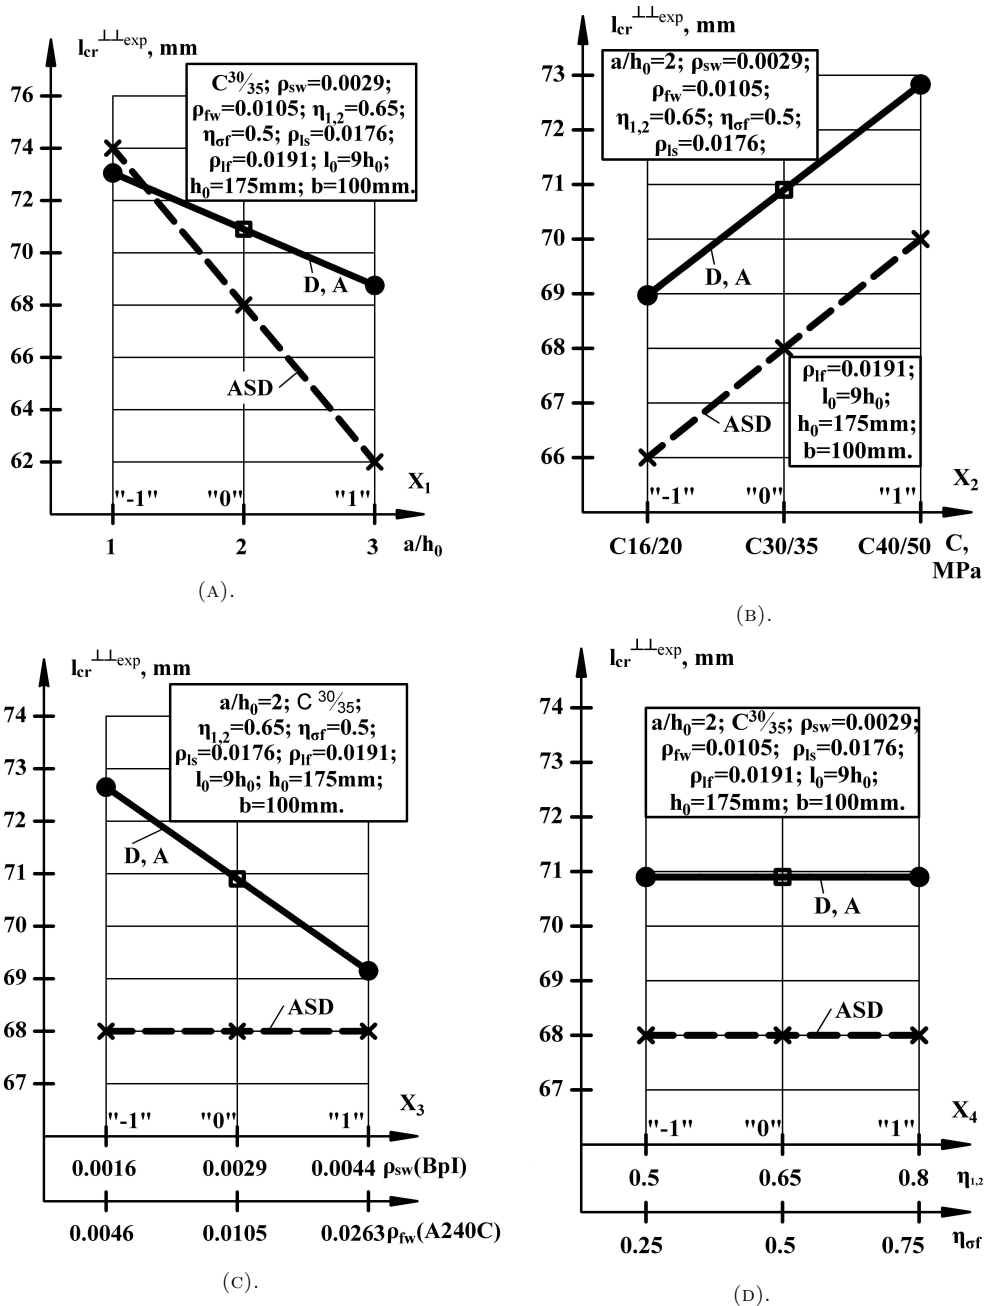 l_cr^⊥⊥exp, mm
76
74
72
70
68
66
64
62
C30/35; ρsw=0.0029;
ρfw=0.0105; η1,2=0.65;
ησf=0.5; ρls=0.0176;
ρlf=0.0191; l0=9h0;
h0=175mm; b=100mm.
D, A
ASD
X1
"-1" "0" "1"
1 2 3 a/h0
(A).
l_cr^⊥⊥exp, mm
73
72
71
70
69
68
67
66
a/h0=2; ρsw=0.0029;
ρfw=0.0105;
η1,2=0.65; ησf=0.5;
ρls=0.0176;
D, A
ASD
ρlf=0.0191;
l0=9h0;
h0=175mm;
b=100mm.
X2
"-1" "0" "1"
C16/20 C30/35 C40/50 C,
MPa
(B).
l_cr^⊥⊥exp, mm
74
73
72
71
70
69
68
67
a/h0=2; C 30/35;
η1,2=0.65; ησf=0.5;
ρls=0.0176; ρlf=0.0191;
l0=9h0; h0=175mm;
b=100mm.
D, A
ASD
X3
"-1" "0" "1"
0.0016 0.0029 0.0044 ρsw(BpI)
0.0046 0.0105 0.0263 ρfw(A240C)
(C).
l_cr^⊥⊥exp, mm
74
73
72
71
70
69
68
67
a/h0=2; C30/35; ρsw=0.0029;
ρfw=0.0105; ρls=0.0176;
ρlf=0.0191; l0=9h0;
h0=175mm; b=100mm.
D, A
ASD
X4
"-1" "0" "1"
0.5 0.65 0.8 η1,2
0.25 0.5 0.75 ησf
(D).